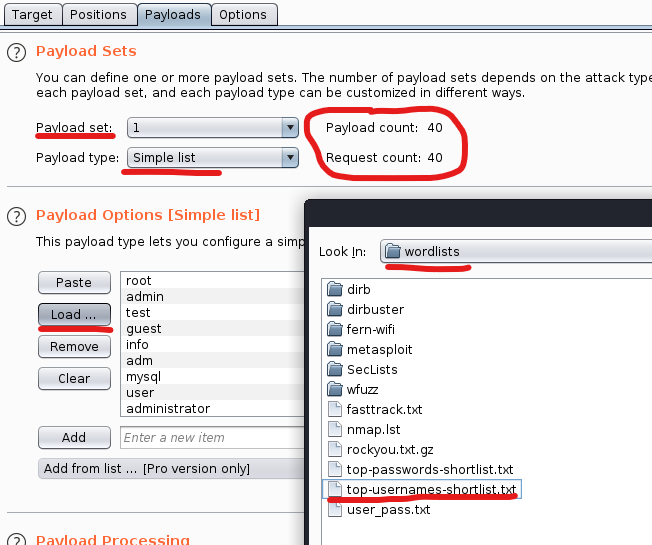 Target Positions Payloads Options
? Payload Sets
You can define one or more payload sets. The number of payload sets depends on the attack type
each payload set, and each payload type can be customized in different ways.
Payload set: 1 Payload count: 40
Payload type: Simple list Request count: 40
? Payload Options [Simple list]
This payload type lets you configure a simp
Paste
Load ...
Remove
Clear
root
admin
test
guest
info
adm
mysql
user
administrator
Add Enter a new item
Add from list ... [Pro version only]
? Payload Processing
Look In: wordlists
dirb
dirbuster
fern-wifi
metasploit
SecLists
wfuzz
fasttrack.txt
nmap.lst
rockyou.txt.gz
top-passwords-shortlist.txt
top-usernames-shortlist.txt
user_pass.txt